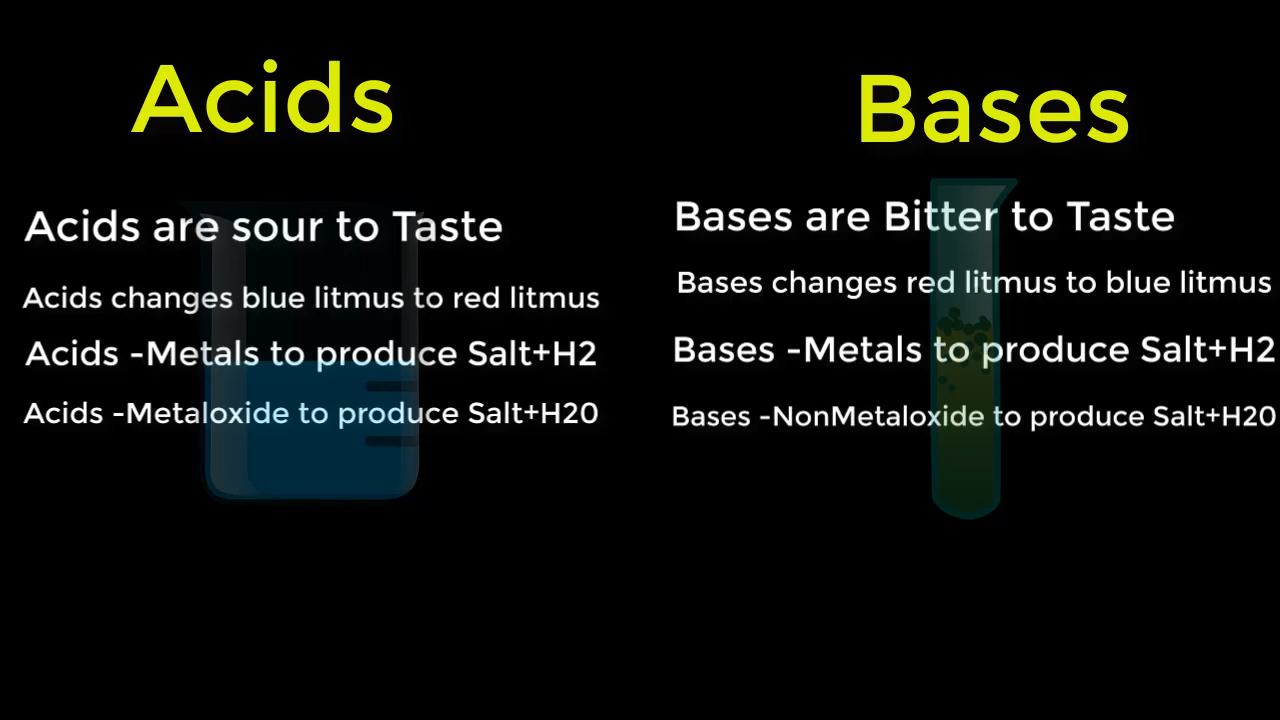 Acids
Acids are sour to Taste
Acids changes blue litmus to red litmus
Acids -Metals to produce Salt+H2
Acids -Metaloxide to produce Salt+H20
Bases
Bases are Bitter to Taste
Bases changes red litmus to blue litmus
Bases -Metals to produce Salt+H2
Bases -NonMetaloxide to produce Salt+H20